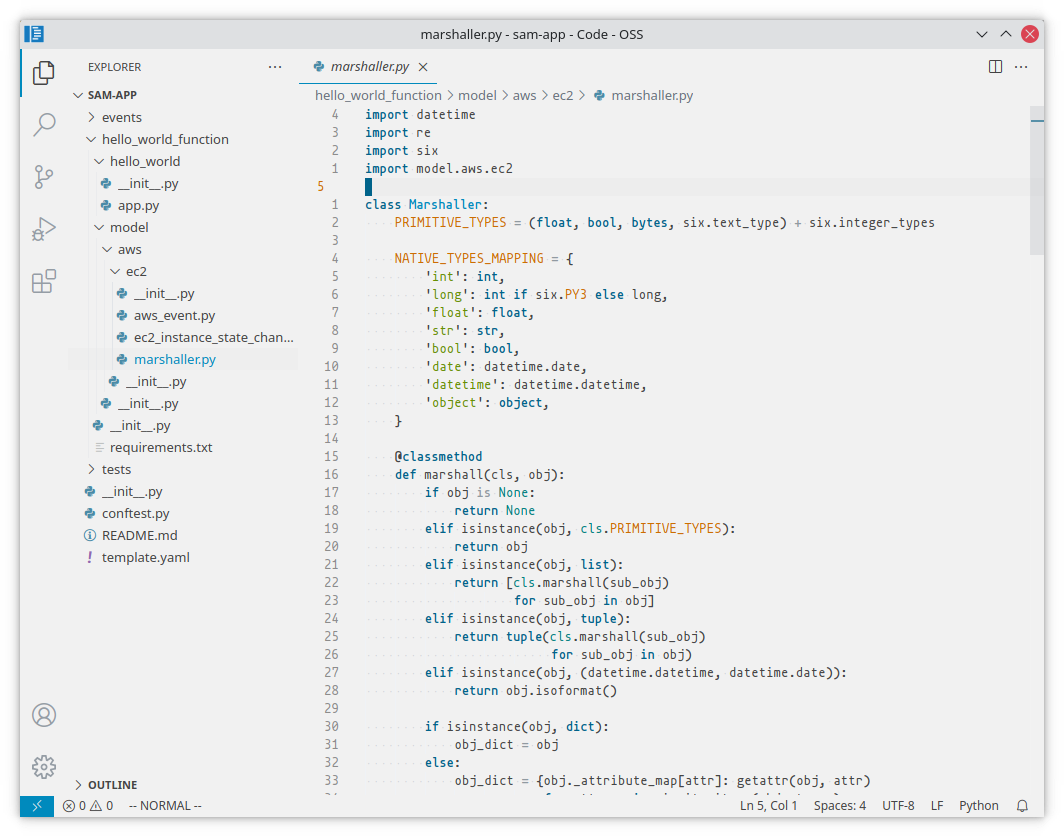 marshaller.py - sam-app - Code - OSS
EXPLORER
SAM-APP
events
hello_world_function
hello_world
__init__.py
app.py
model
aws
ec2
__init__.py
aws_event.py
ec2_instance_state_chan...
marshaller.py
__init__.py
__init__.py
__init__.py
requirements.txt
tests
__init__.py
conftest.py
README.md
template.yaml
OUTLINE
marshaller.py
hello_world_function > model > aws > ec2 > marshaller.py
4 import datetime
3 import re
2 import six
1 import model.aws.ec2
5
1 class Marshaller:
2     PRIMITIVE_TYPES = (float, bool, bytes, six.text_type) + six.integer_types
3
4     NATIVE_TYPES_MAPPING = {
5         'int': int,
6         'long': int if six.PY3 else long,
7         'float': float,
8         'str': str,
9         'bool': bool,
10         'date': datetime.date,
11         'datetime': datetime.datetime,
12         'object': object,
13     }
14
15     @classmethod
16     def marshall(cls, obj):
17         if obj is None:
18             return None
19         elif isinstance(obj, cls.PRIMITIVE_TYPES):
20             return obj
21         elif isinstance(obj, list):
22             return [cls.marshall(sub_obj)
23                     for sub_obj in obj]
24         elif isinstance(obj, tuple):
25             return tuple(cls.marshall(sub_obj)
26                          for sub_obj in obj)
27         elif isinstance(obj, (datetime.datetime, datetime.date)):
28             return obj.isoformat()
29
30         if isinstance(obj, dict):
31             obj_dict = obj
32         else:
33             obj_dict = {obj._attribute_map[attr]: getattr(obj, attr)
0 0 -- NORMAL -- Ln 5, Col 1 Spaces: 4 UTF-8 LF Python